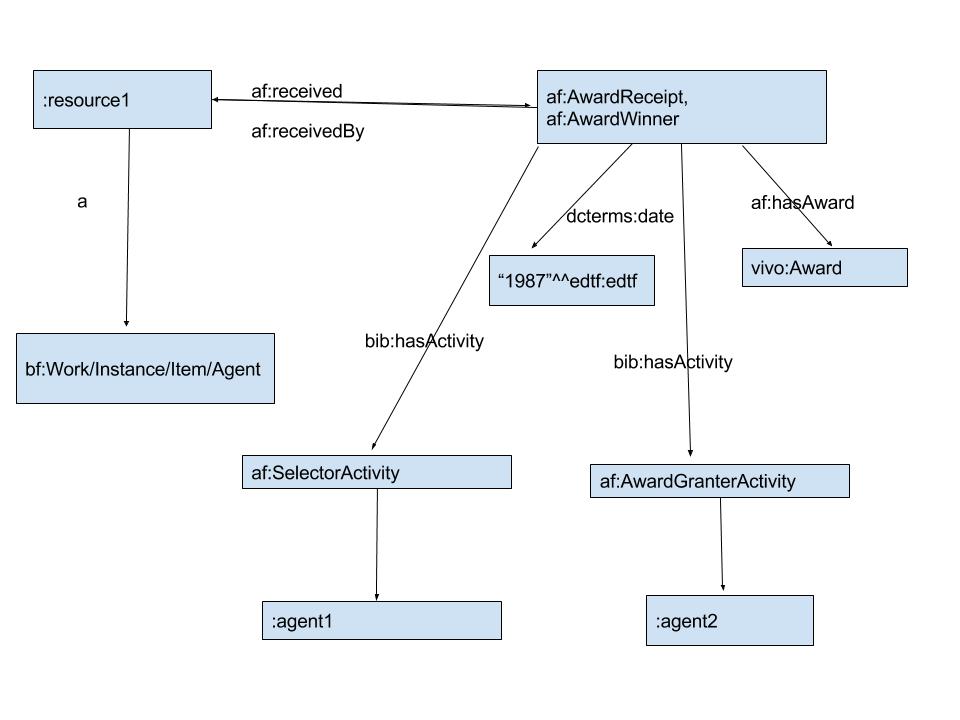 af:received
:resource1
af:AwardReceipt,
af:AwardWinner
af:receivedBy
a
af:hasAward
dcterms:date
vivo:Award
“1987”^^edtf:edtf
bib:hasActivity
bib:hasActivity
bf:Work/Instance/Item/Agent
af:SelectorActivity
af:AwardGranterActivity
:agent1
:agent2